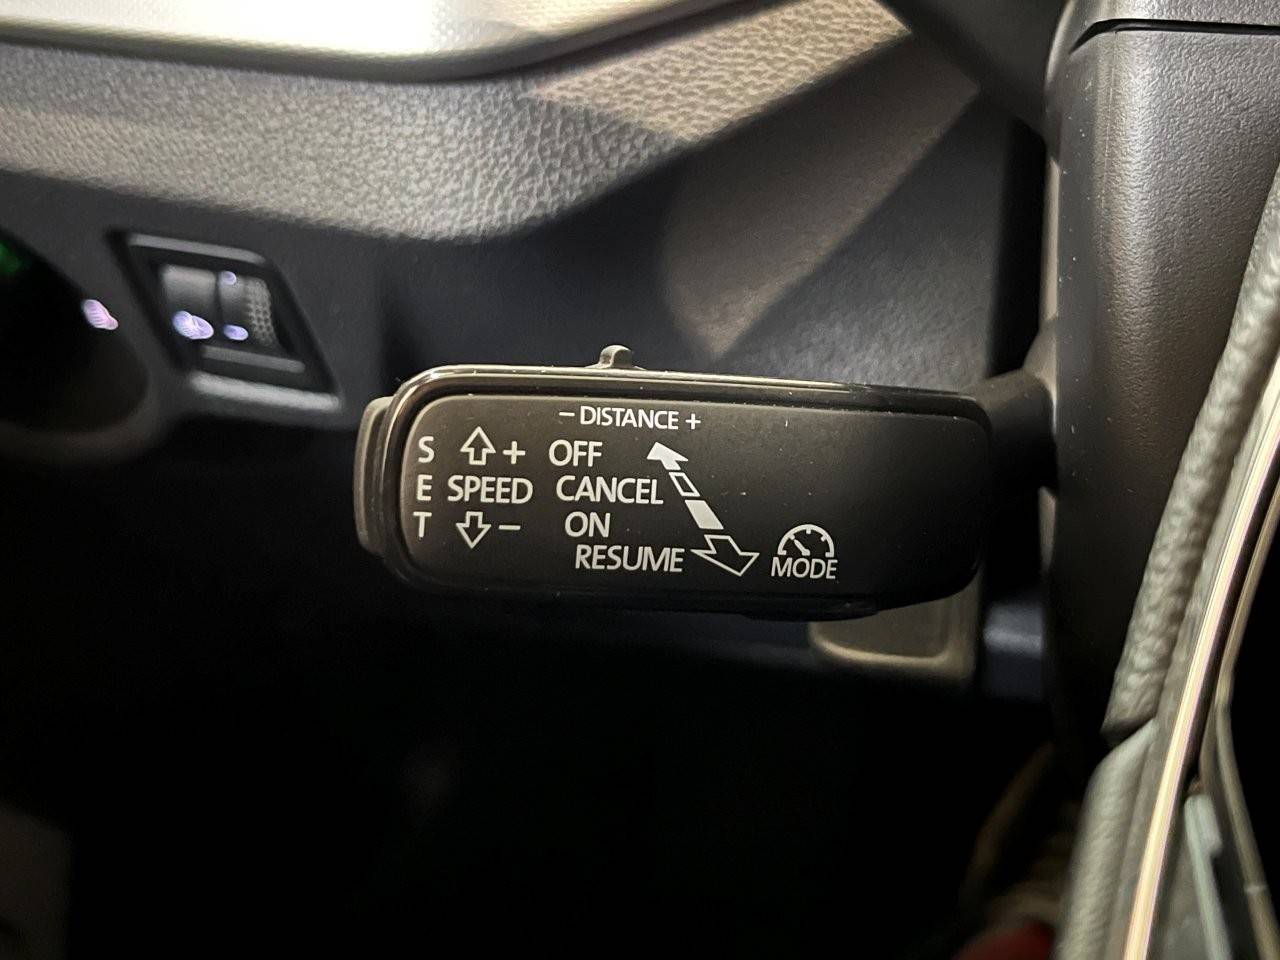 – DISTANCE +
S + OFF
E SPEED CANCEL
T – ON
RESUME
MODE